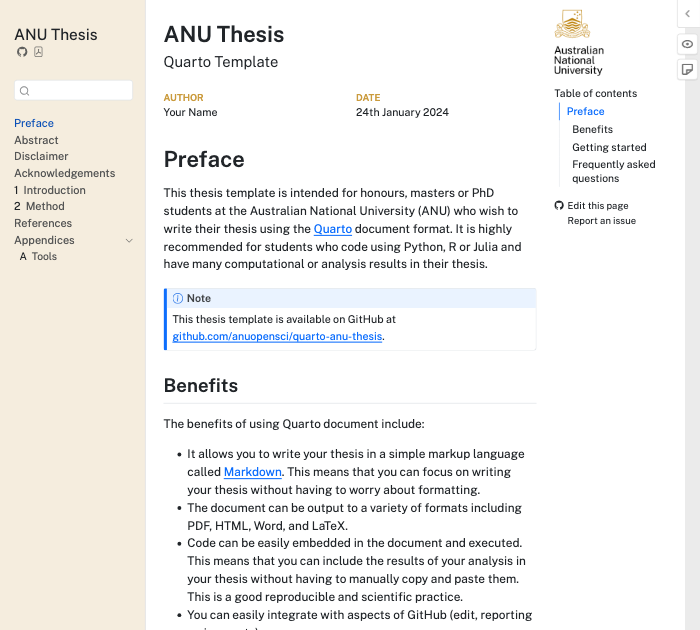 ANU Thesis
Preface
Abstract
Disclaimer
Acknowledgements
1 Introduction
2 Method
References
Appendices
A Tools
ANU Thesis
Quarto Template
AUTHOR
Your Name
DATE
24th January 2024
Preface
This thesis template is intended for honours, masters or PhD
students at the Australian National University (ANU) who wish to
write their thesis using the Quarto document format. It is highly
recommended for students who code using Python, R or Julia and
have many computational or analysis results in their thesis.
Note
This thesis template is available on GitHub at
github.com/anuopensci/quarto-anu-thesis.
Benefits
The benefits of using Quarto document include:
• It allows you to write your thesis in a simple markup language
called Markdown. This means that you can focus on writing
your thesis without having to worry about formatting.
• The document can be output to a variety of formats including
PDF, HTML, Word, and LaTeX.
• Code can be easily embedded in the document and executed.
This means that you can include the results of your analysis in
your thesis without having to manually copy and paste them.
This is a good reproducible and scientific practice.
• You can easily integrate with aspects of GitHub (edit, reporting
Australian
National
University
Table of contents
Preface
Benefits
Getting started
Frequently asked
questions
Edit this page
Report an issue